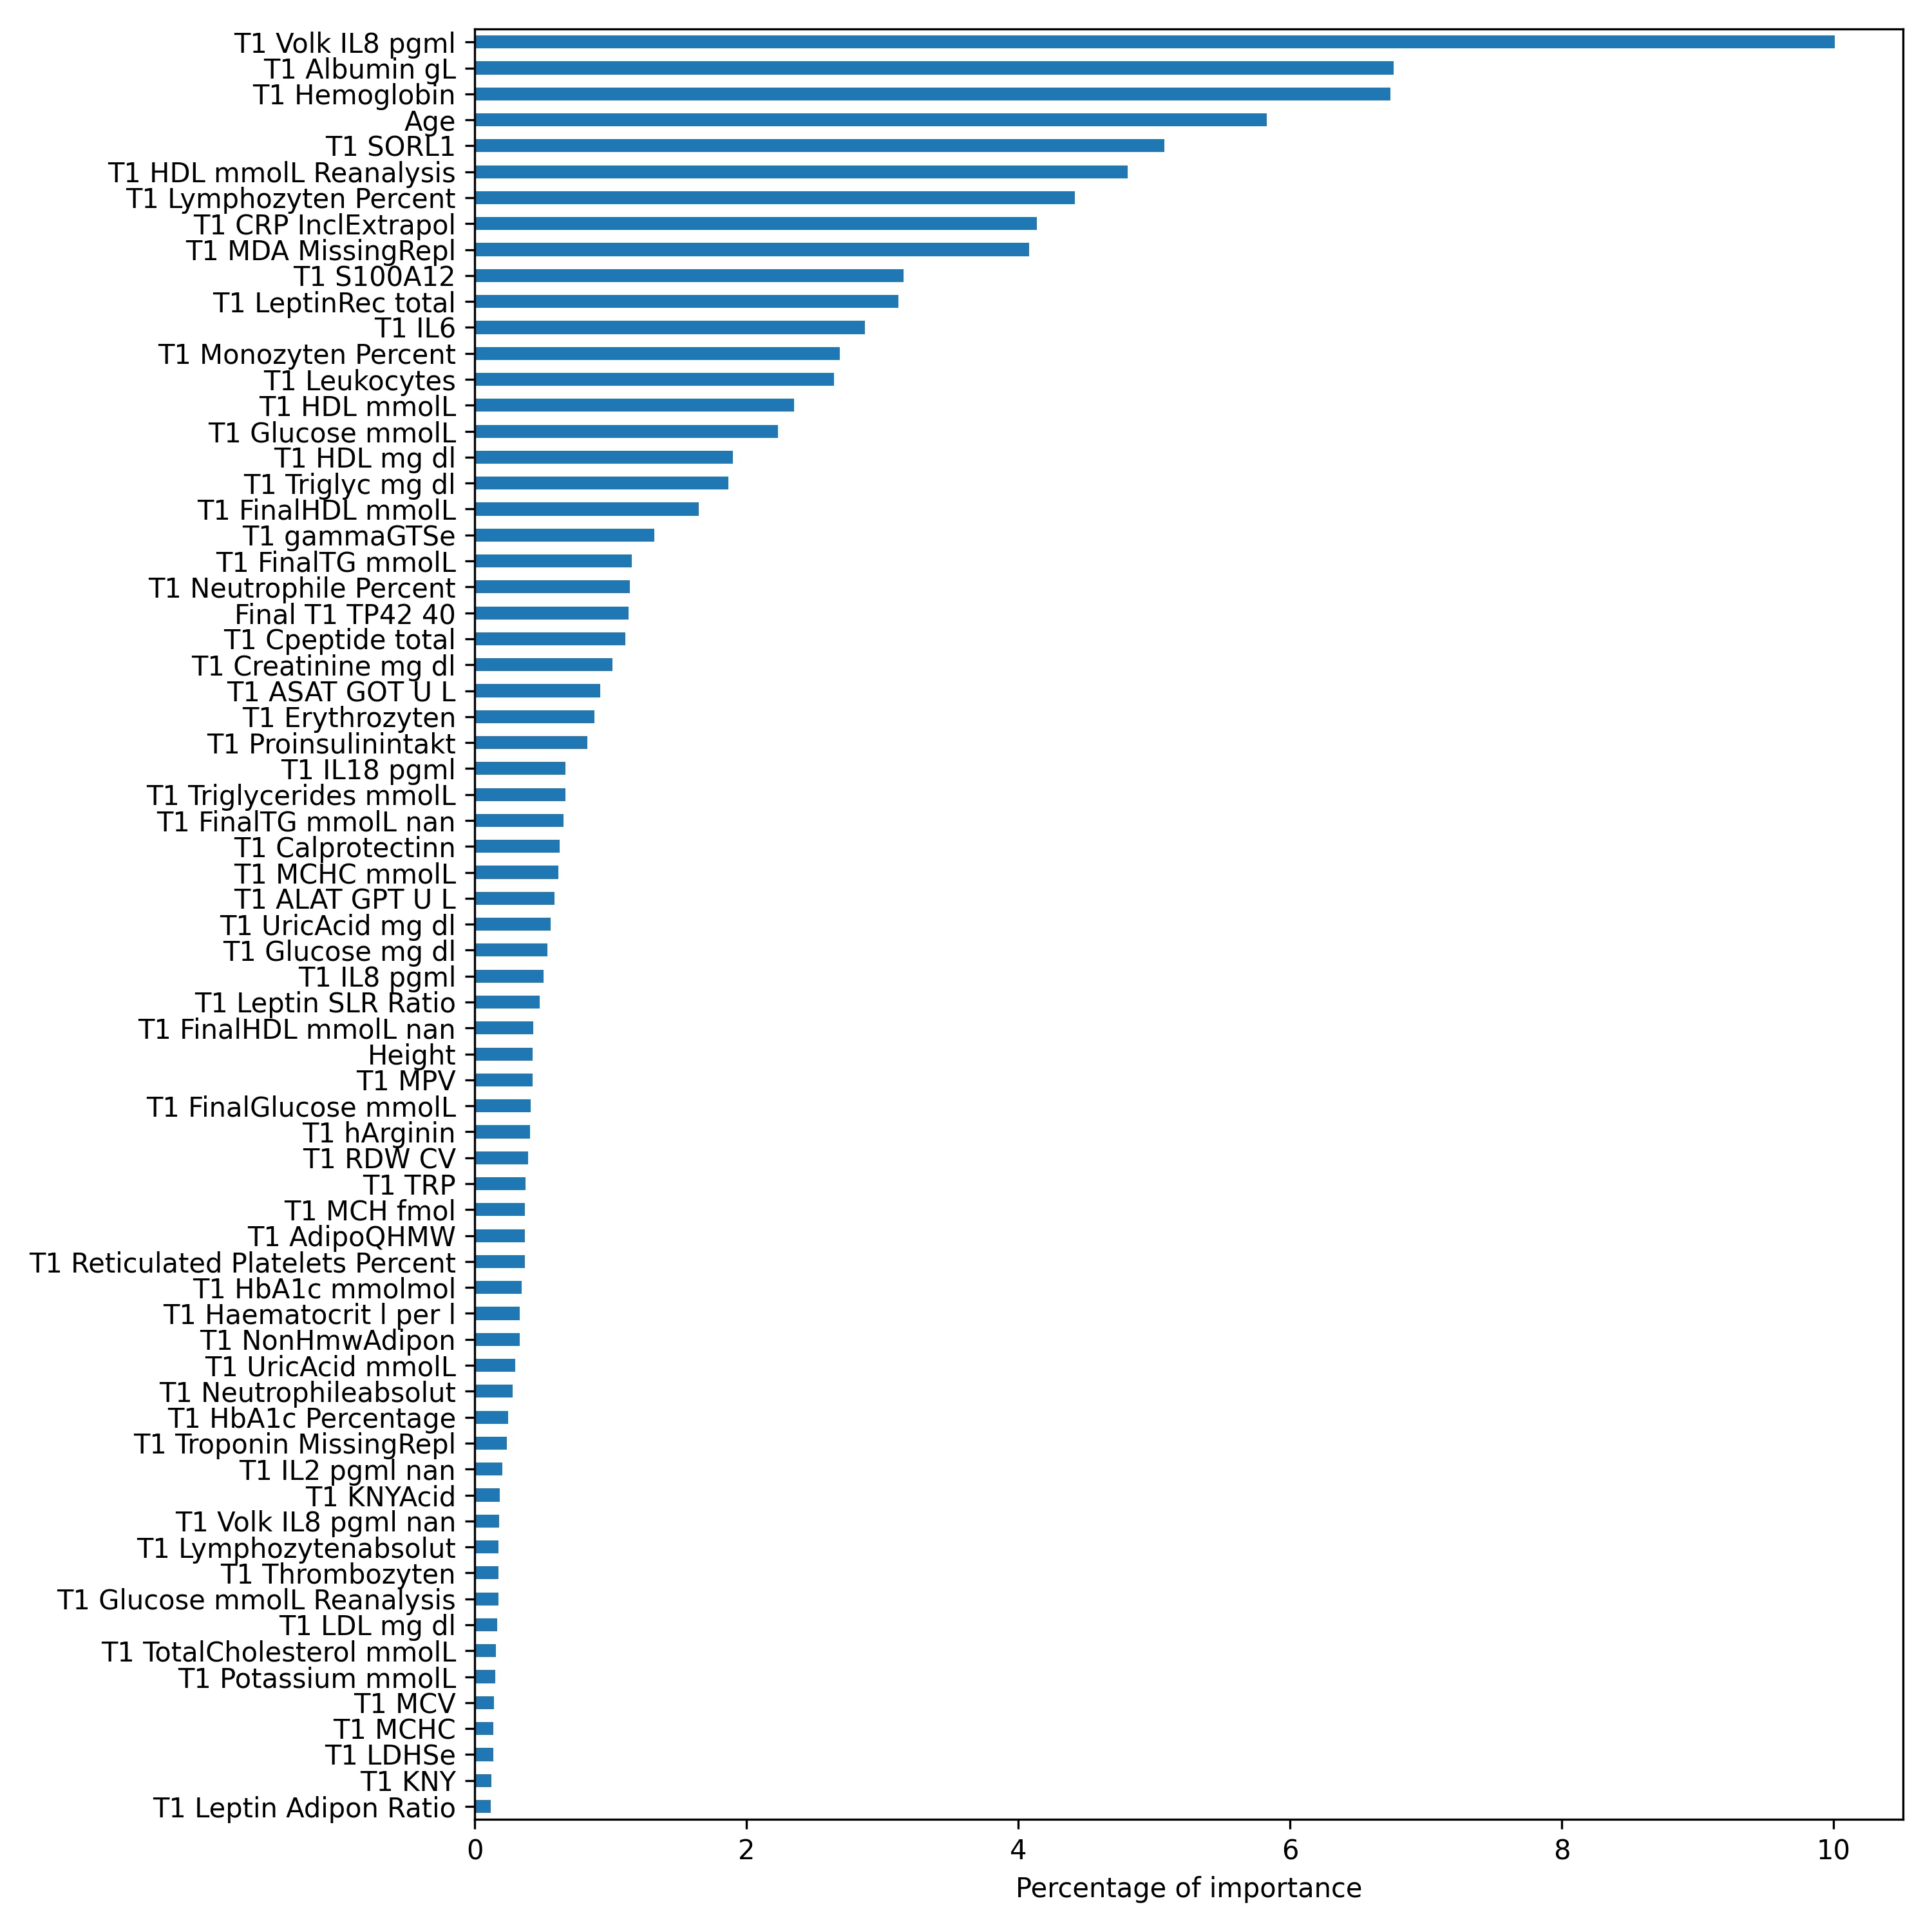 T1 Volk IL8 pgml
T1 Albumin gL
T1 Hemoglobin
Age
T1 SORL1
T1 HDL mmolL Reanalysis
T1 Lymphozyten Percent
T1 CRP InclExtrapol
T1 MDA MissingRepl
T1 S100A12
T1 LeptinRec total
T1 IL6
T1 Monozyten Percent
T1 Leukocytes
T1 HDL mmolL
T1 Glucose mmolL
T1 HDL mg dl
T1 Triglyc mg dl
T1 FinalHDL mmolL
T1 gammaGTSe
T1 FinalTG mmolL
T1 Neutrophile Percent
Final T1 TP42 40
T1 Cpeptide total
T1 Creatinine mg dl
T1 ASAT GOT U L
T1 Erythrozyten
T1 Proinsulinintakt
T1 IL18 pgml
T1 Triglycerides mmolL
T1 FinalTG mmolL nan
T1 Calprotectinn
T1 MCHC mmolL
T1 ALAT GPT U L
T1 UricAcid mg dl
T1 Glucose mg dl
T1 IL8 pgml
T1 Leptin SLR Ratio
T1 FinalHDL mmolL nan
Height
T1 MPV
T1 FinalGlucose mmolL
T1 hArginin
T1 RDW CV
T1 TRP
T1 MCH fmol
T1 AdipoQHMW
T1 Reticulated Platelets Percent
T1 HbA1c mmolmol
T1 Haematocrit l per l
T1 NonHmwAdipon
T1 UricAcid mmolL
T1 Neutrophileabsolut
T1 HbA1c Percentage
T1 Troponin MissingRepl
T1 IL2 pgml nan
T1 KNYAcid
T1 Volk IL8 pgml nan
T1 Lymphozytenabsolut
T1 Thrombozyten
T1 Glucose mmolL Reanalysis
T1 LDL mg dl
T1 TotalCholesterol mmolL
T1 Potassium mmolL
T1 MCV
T1 MCHC
T1 LDHSe
T1 KNY
T1 Leptin Adipon Ratio
0 2 4 6 8 10
Percentage of importance